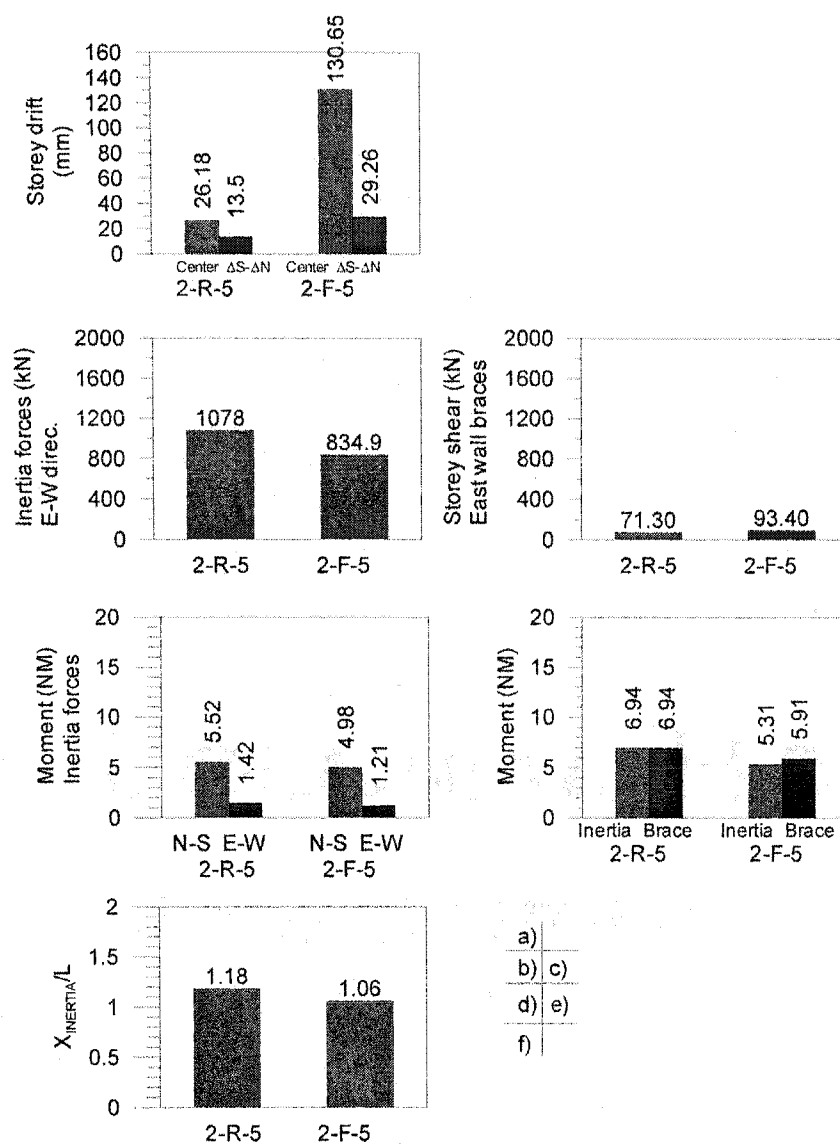 Storey drift
(mm)
160
140
120
100
80
60
40
20
0
26.18
13.5
130.65
29.26
Center ΔS-ΔN Center ΔS-ΔN
2-R-5 2-F-5
Inertia forces (kN)
E-W direc.
2000
1600
1200
800
400
0
1078
834.9
2-R-5 2-F-5
Storey shear (kN)
East wall braces
2000
1600
1200
800
400
0
71.30
93.40
2-R-5 2-F-5
Moment (NM)
Inertia forces
20
15
10
5
0
5.52
1.42
4.98
1.21
N-S E-W N-S E-W
2-R-5 2-F-5
Moment (NM)
20
15
10
5
0
6.94
6.94
5.31
5.91
Inertia Brace Inertia Brace
2-R-5 2-F-5
X_INERTIA/L
2
1.5
1
0.5
0
1.18
1.06
2-R-5 2-F-5
a)
b) c)
d) e)
f)